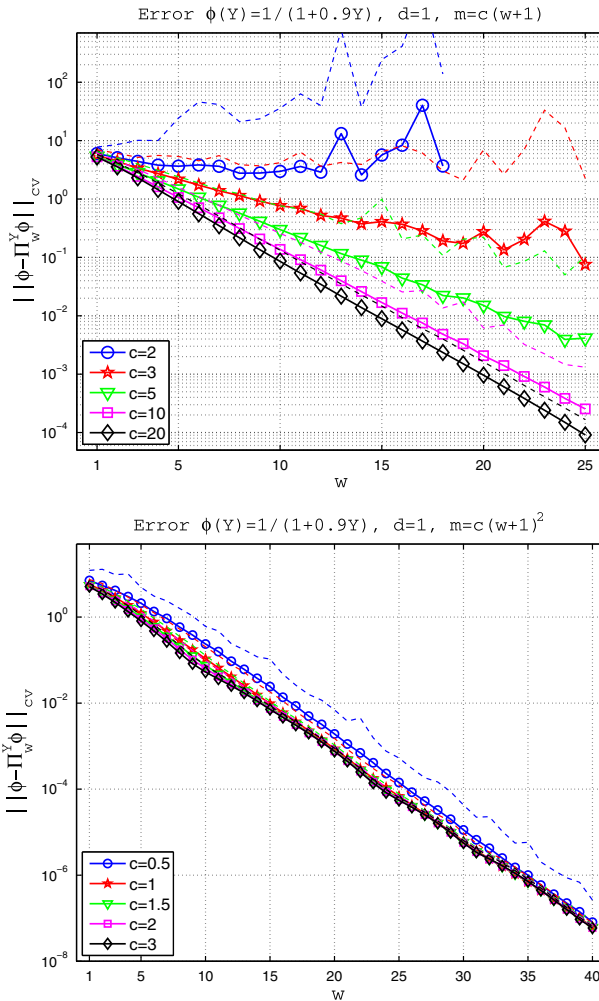 Error ϕ(Y)=1/(1+0.9Y), d=1, m=c(w+1)
10²
10¹
10⁰
10⁻¹
10⁻²
10⁻³
10⁻⁴
||ϕ-Π_w^Y ϕ||_cv
c=2
c=3
c=5
c=10
c=20
1 5 10 15 20 25
w
Error ϕ(Y)=1/(1+0.9Y), d=1, m=c(w+1)²
10⁰
10⁻²
10⁻⁴
10⁻⁶
10⁻⁸
||ϕ-Π_w^Y ϕ||_cv
c=0.5
c=1
c=1.5
c=2
c=3
1 5 10 15 20 25 30 35 40
w